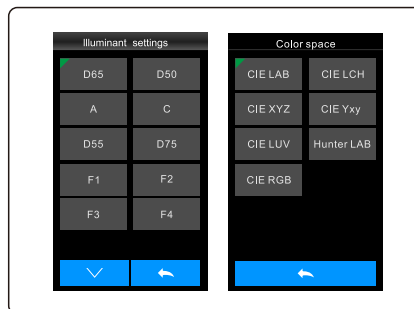 Illuminant settings
D65 D50
A C
D55 D75
F1 F2
F3 F4
Color space
CIE LAB CIE LCH
CIE XYZ CIE Yxy
CIE LUV Hunter LAB
CIE RGB